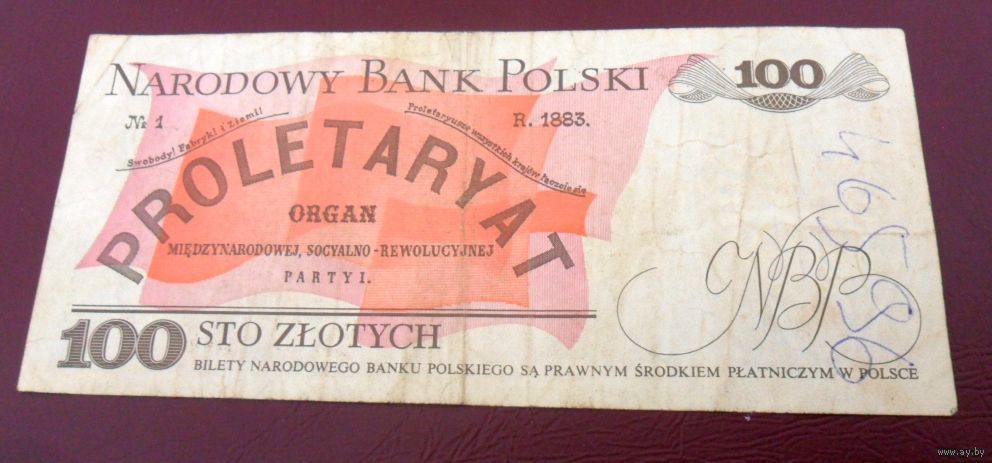 NARODOWY BANK POLSKI
100
№ 1
R. 1883.
Swobody! Fabryk! i Ziemi!
Proletaryusze wszystkich krajów łączcie się
PROLETARYAT
ORGAN
MIĘDZYNARODOWEJ, SOCYALNO-REWOLUCYJNEJ
PARTYI.
NBP
100 STO ZŁOTYCH
BILETY NARODOWEGO BANKU POLSKIEGO SĄ PRAWNYM ŚRODKIEM PŁATNICZYM W POLSCE
www.ay.by